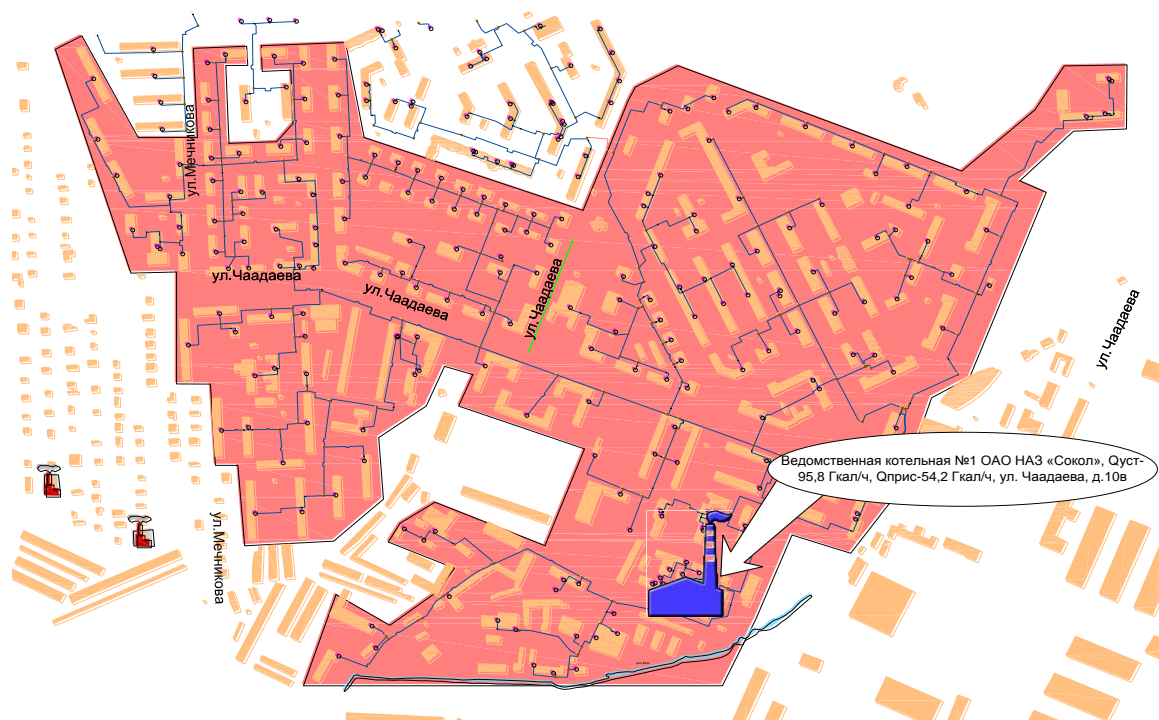 ул.Мечникова
ул.Чаадаева
ул.Чаадаева
ул.Чаадаева
ул.Чаадаева
Ведомственная котельная №1 ОАО НАЗ «Сокол», Qуст-
95,8 Гкал/ч, Qприс-54,2 Гкал/ч, ул. Чаадаева, д.10в
ул.Мечникова